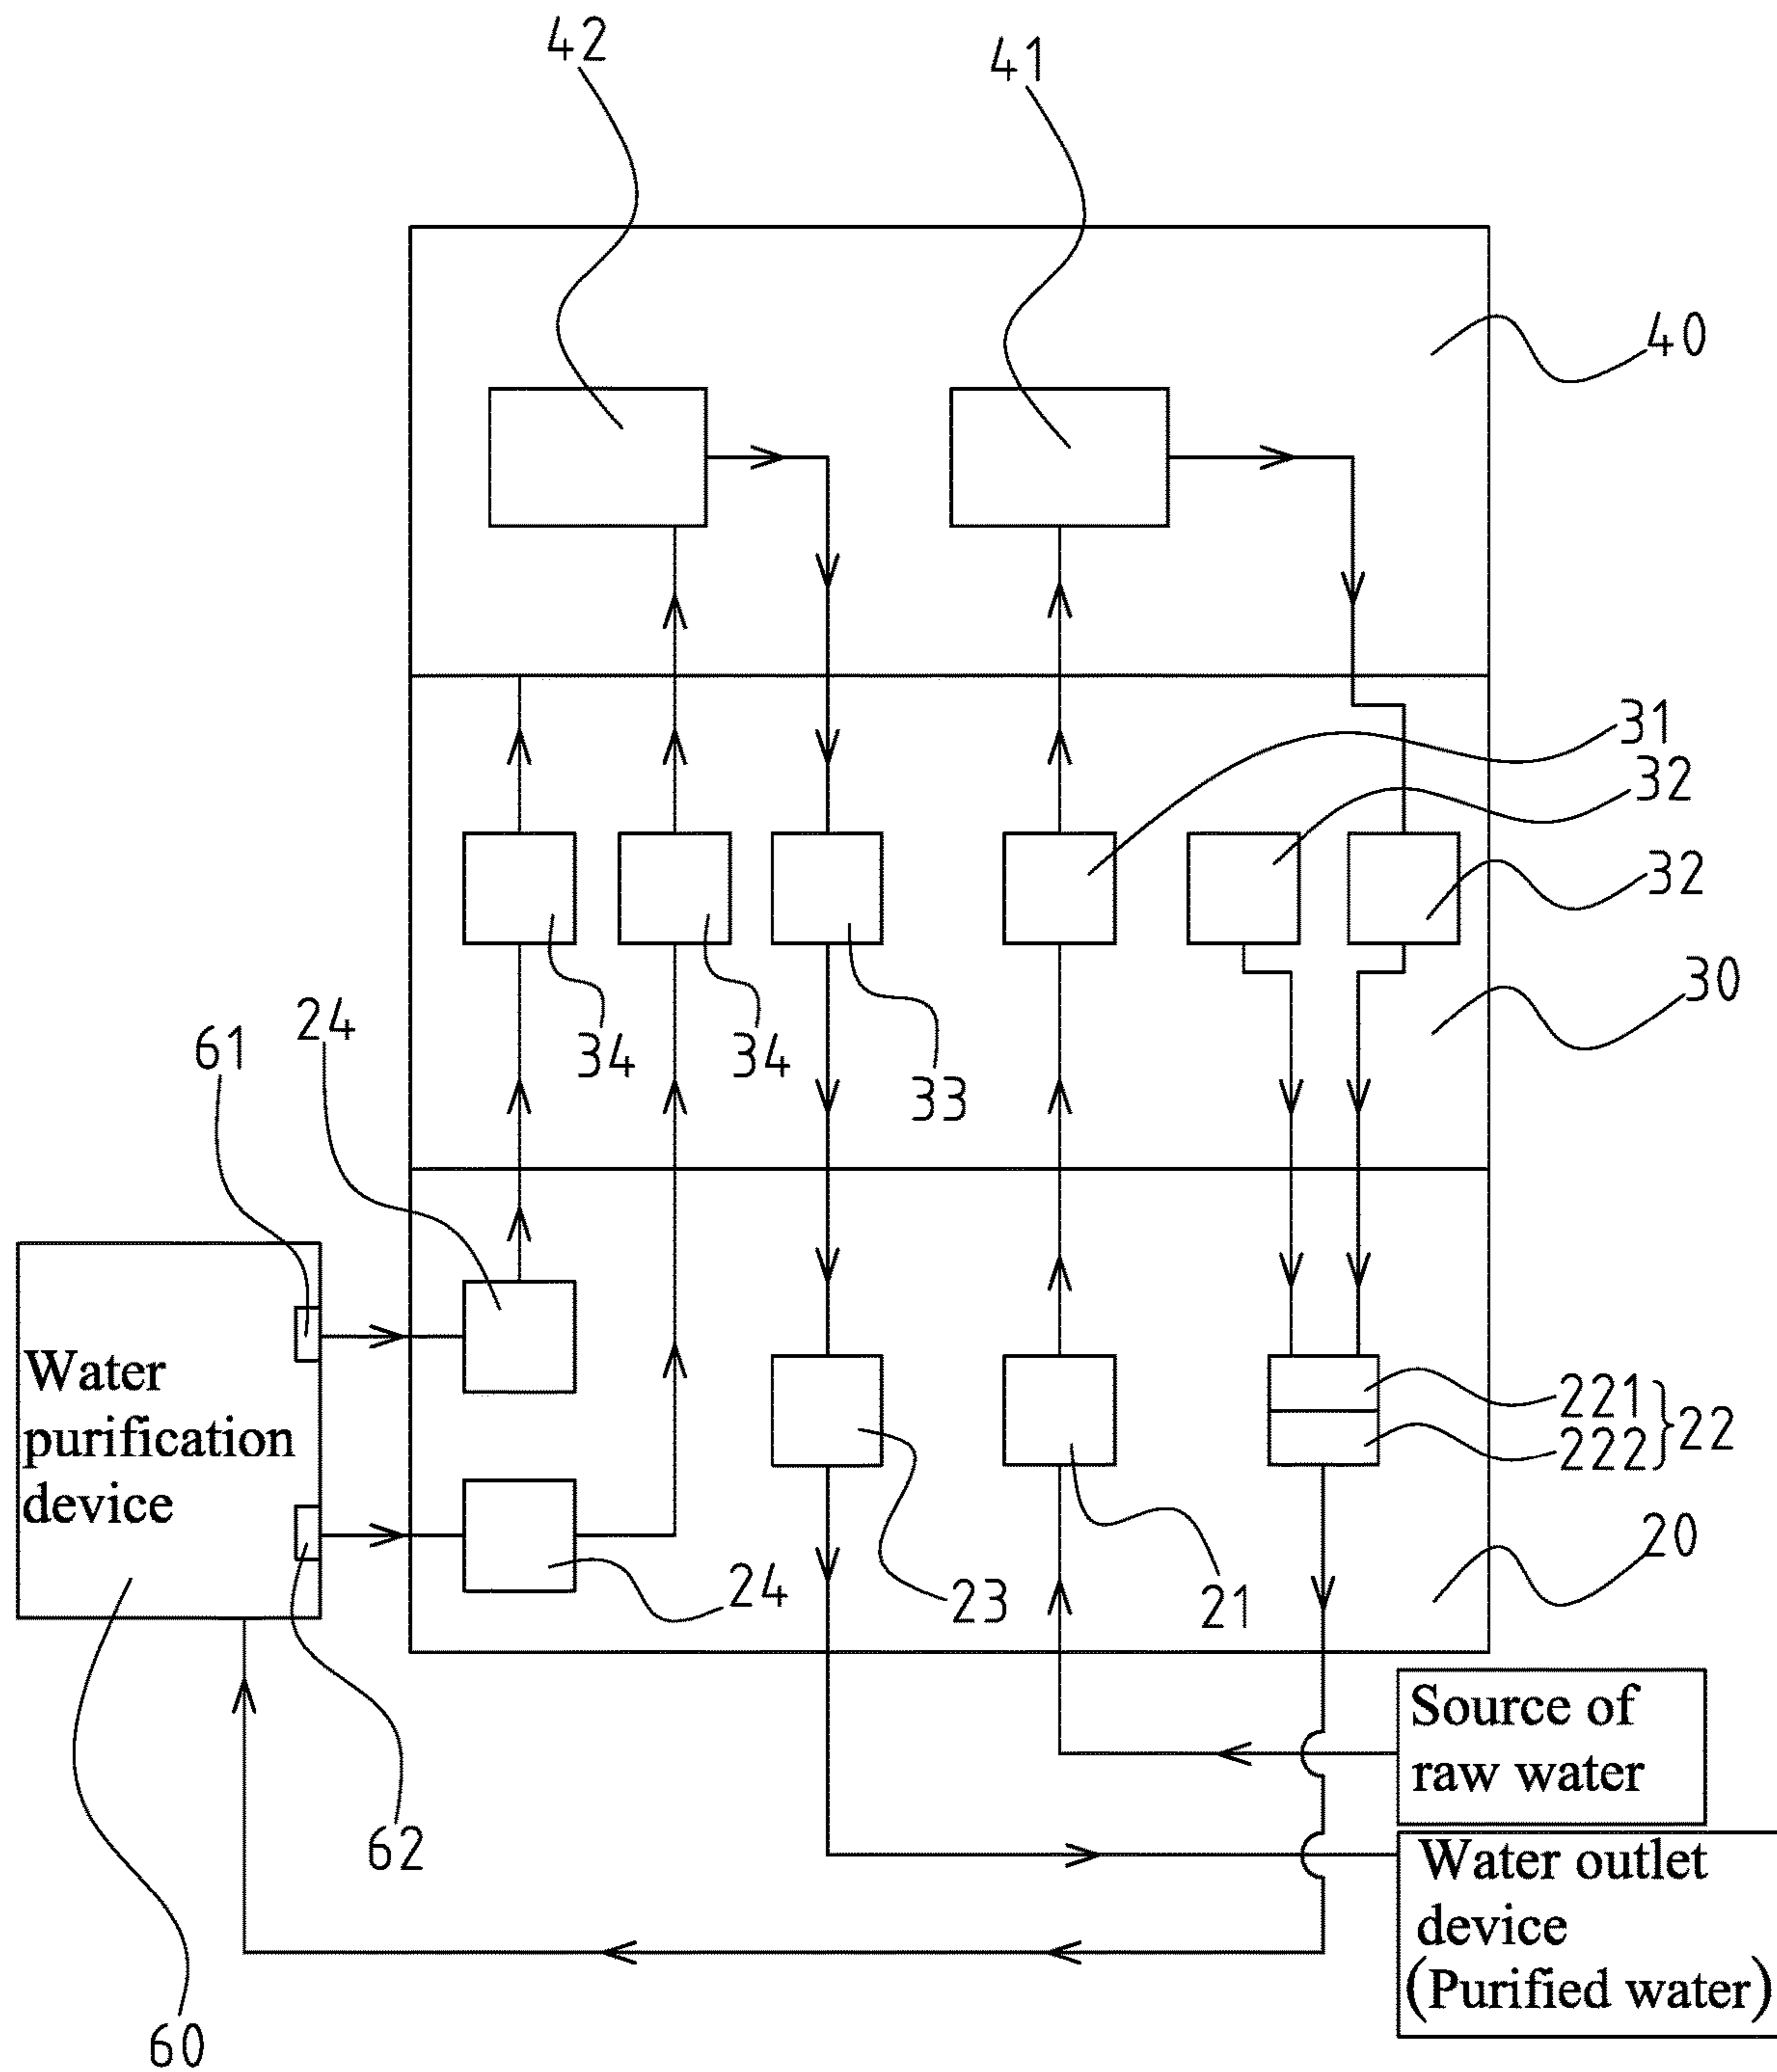 42
41
40
31
32
32
30
24
61
34
34
33
221
222
22
Water
purification
device
24
23
21
20
Source of
raw water
62
Water outlet
device
(Purified water)
60